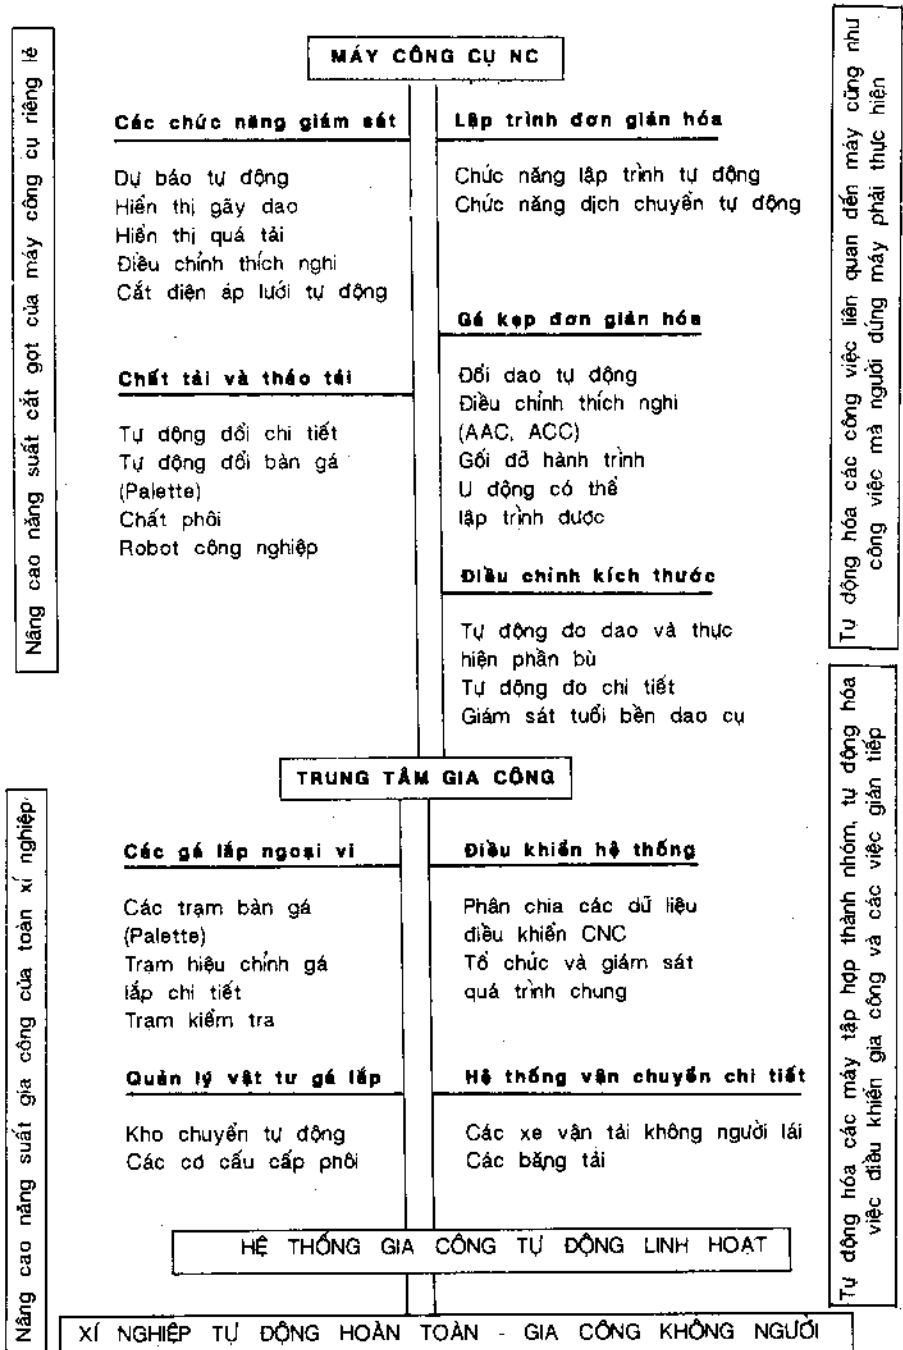 MÁY CÔNG CỤ NC
Nâng cao năng suất cắt gọt của máy công cụ riêng lẻ
Các chức năng giám sát
Dự báo tự động
Hiển thị gãy dao
Hiển thị quá tải
Điều chỉnh thích nghi
Cắt điện áp lưới tự động
Chất tải và tháo tải
Tự động đổi chi tiết
Tự động đổi bàn gá
(Palette)
Chất phôi
Robot công nghiệp
Lập trình đơn giản hóa
Chức năng lập trình tự động
Chức năng dịch chuyển tự động
Gá kẹp đơn giản hóa
Đổi dao tự động
Điều chỉnh thích nghi
(AAC, ACC)
Gối đỡ hành trình
U động có thể
lập trình được
Điều chỉnh kích thước
Tự động đo dao và thực
hiện phần bù
Tự động đo chi tiết
Giám sát tuổi bền dao cụ
Tự động hóa các công việc liên quan đến máy cũng như
công việc mà người đứng máy phải thực hiện
TRUNG TÂM GIA CÔNG
Nâng cao năng suất gia công của toàn xí nghiệp
Các gá lắp ngoại vi
Các trạm bàn gá
(Palette)
Trạm hiệu chỉnh gá
lắp chi tiết
Trạm kiểm tra
Quản lý vật tư gá lắp
Kho chuyển tự động
Các cơ cấu cấp phôi
Điều khiển hệ thống
Phân chia các dữ liệu
điều khiển CNC
Tổ chức và giám sát
quá trình chung
Hệ thống vận chuyển chi tiết
Các xe vận tải không người lái
Các băng tải
Tự động hóa các máy tập hợp thành nhóm, tự động hóa
việc điều khiển gia công và các việc gián tiếp
HỆ THỐNG GIA CÔNG TỰ ĐỘNG LINH HOẠT
XÍ NGHIỆP TỰ ĐỘNG HOÀN TOÀN - GIA CÔNG KHÔNG NGƯỜI